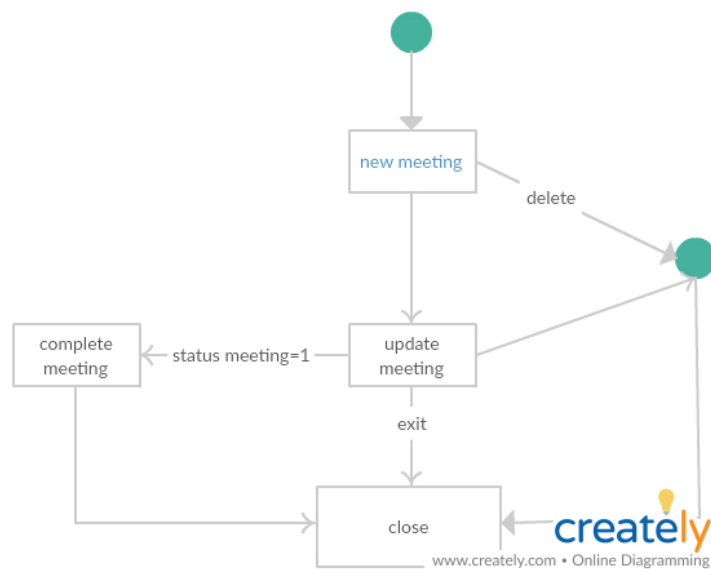 new meeting
delete
complete
meeting
status meeting=1
update
meeting
exit
close
creately
www.creately.com • Online Diagramming